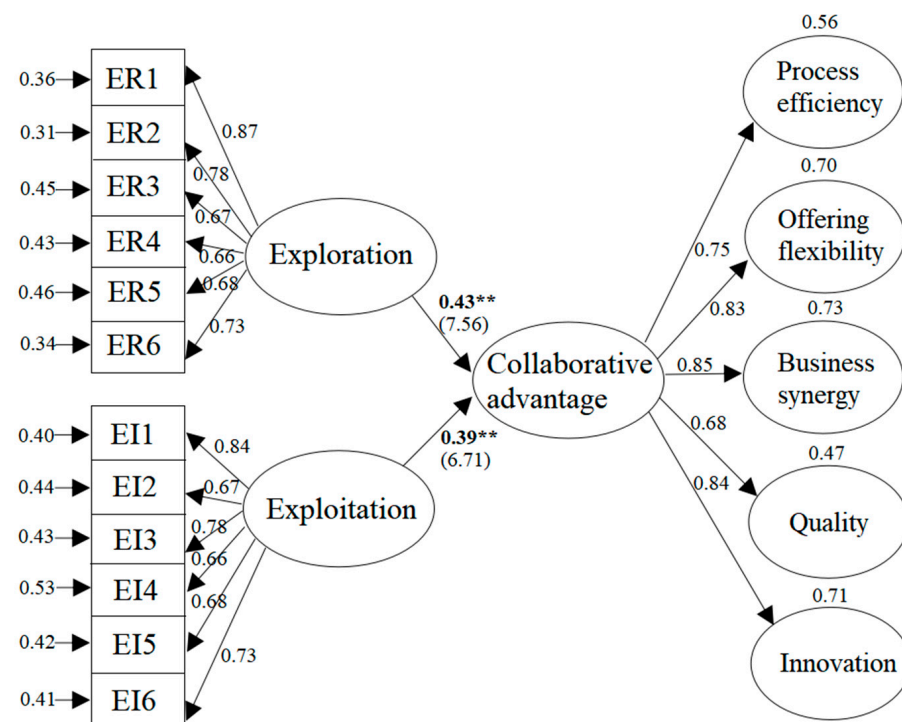 0.36
ER1
0.31
ER2
0.45
ER3
0.43
ER4
0.46
ER5
0.34
ER6
0.87
0.78
0.67
0.66
0.68
0.73
Exploration
0.40
EI1
0.44
EI2
0.43
EI3
0.53
EI4
0.42
EI5
0.41
EI6
0.84
0.67
0.78
0.66
0.68
0.73
Exploitation
0.43**
(7.56)
0.39**
(6.71)
Collaborative
advantage
0.75
0.83
0.85
0.68
0.84
0.56
Process
efficiency
0.70
Offering
flexibility
0.73
Business
synergy
0.47
Quality
0.71
Innovation